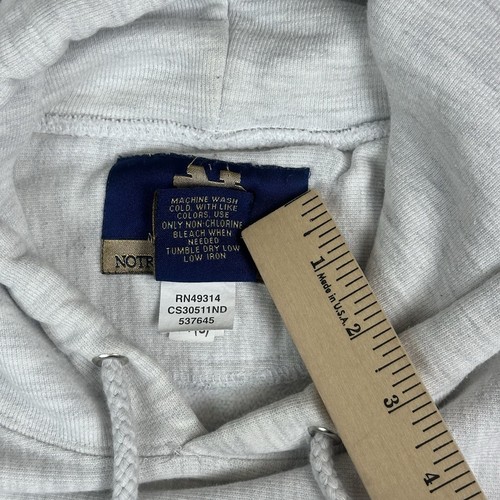 MACHINE WASH
COLD, WITH LIKE
COLORS. USE
ONLY NON-CHLORINE
BLEACH WHEN
NEEDED
TUMBLE DRY LOW
LOW IRON
NOTR
RN49314
CS30511ND
537645
1
Made in U.S.A.
2
3
4